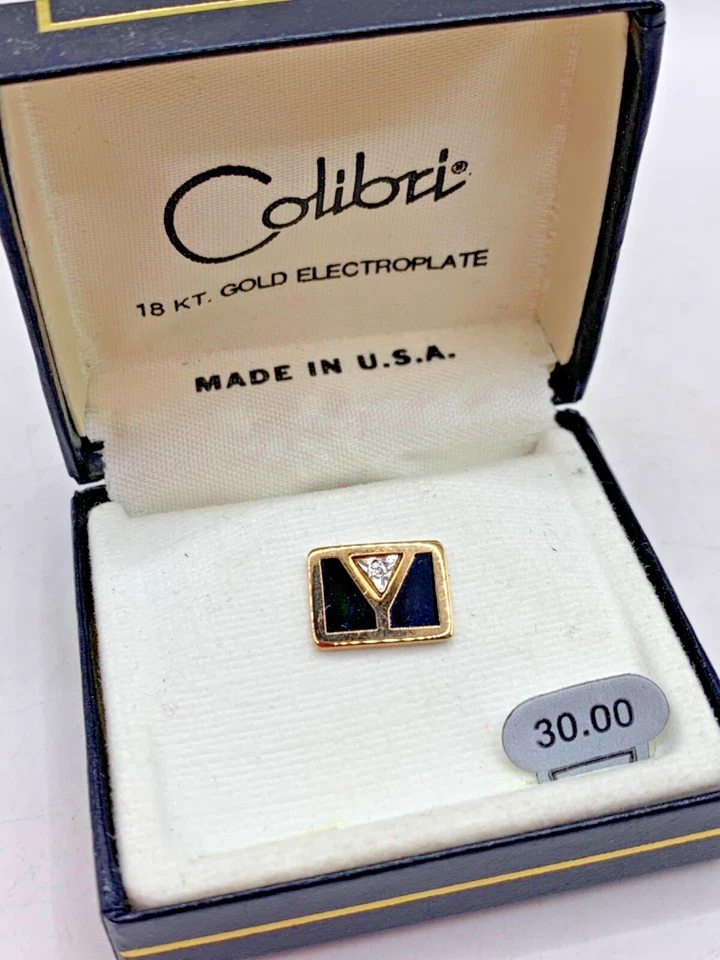 Colibri®
18 KT. GOLD ELECTROPLATE
MADE IN U.S.A.
30.00